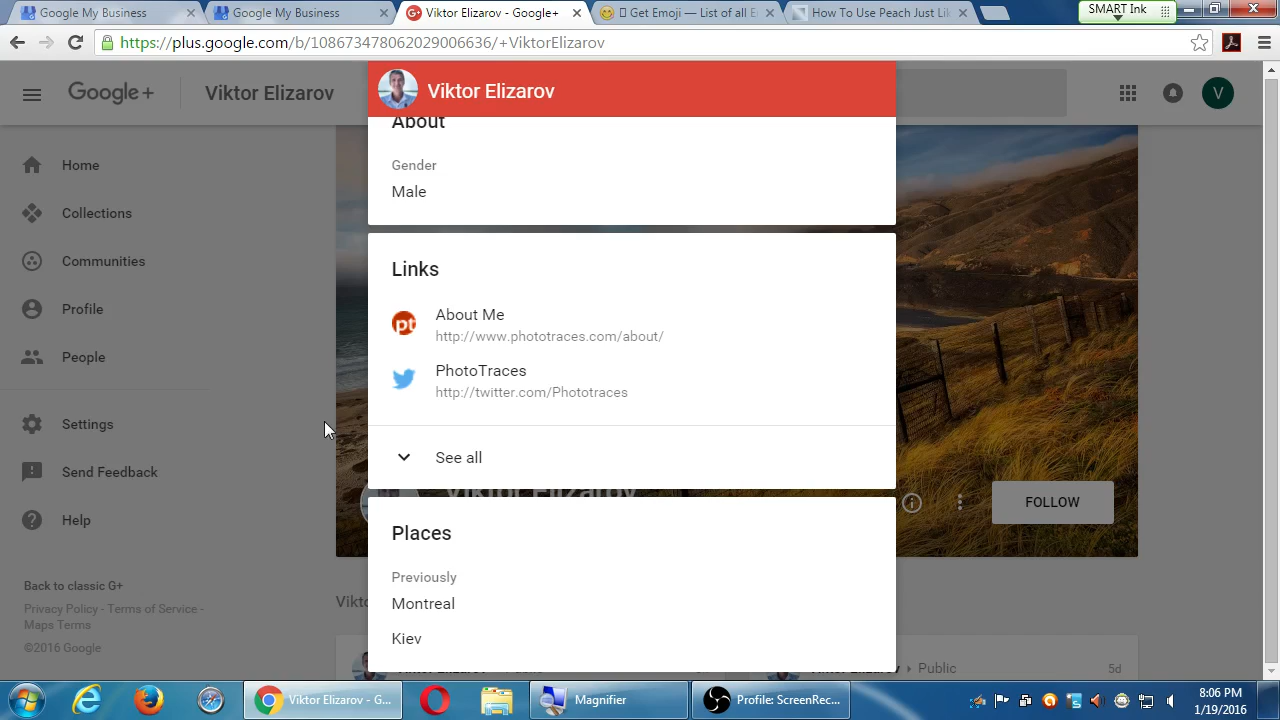 Google My Business
Google My Business
Viktor Elizarov - Google+
Get Emoji — List of all E
How To Use Peach Just Lik
SMART Ink
https://plus.google.com/b/108673478062029006636/+ViktorElizarov
Google+
Viktor Elizarov
Viktor Elizarov
V
Home
Collections
Communities
Profile
People
Settings
Send Feedback
Help
Back to classic G+
Privacy Policy - Terms of Service -
Maps Terms
©2016 Google
About
Gender
Male
Links
pt
About Me
http://www.phototraces.com/about/
PhotoTraces
http://twitter.com/Phototraces
See all
Viktor Elizarov
FOLLOW
Places
Previously
Montreal
Kiev
Public
5d
Viktor Elizarov - G...
Magnifier
Profile: ScreenRec...
8:06 PM
1/19/2016